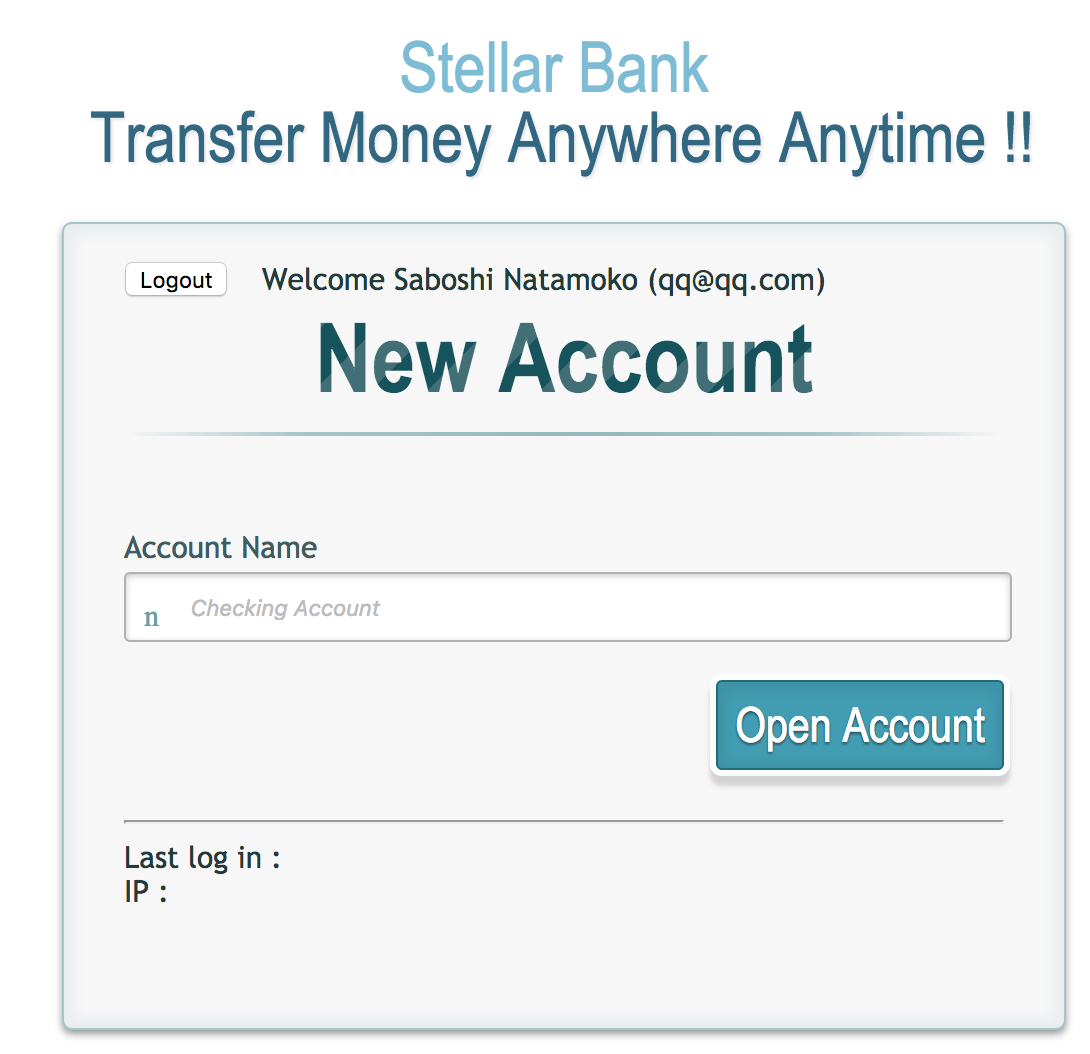 Stellar Bank
Transfer Money Anywhere Anytime !!
Logout Welcome Saboshi Natamoko (qq@qq.com)
New Account
Account Name
n Checking Account
Open Account
Last log in :
IP :